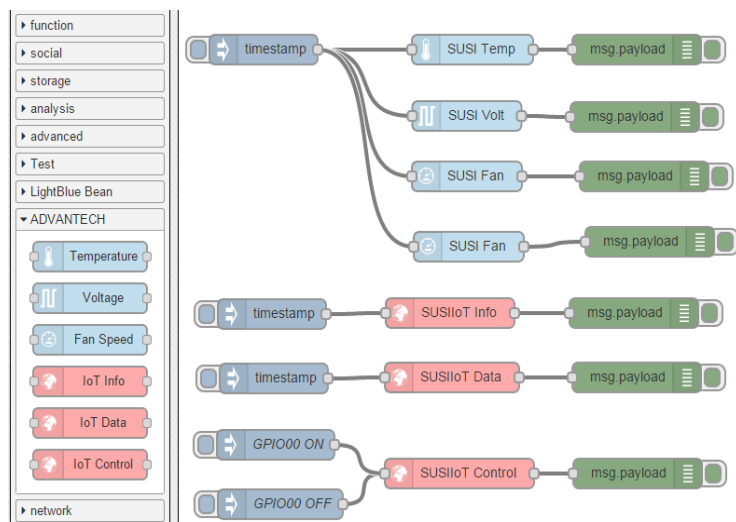 function
social
storage
analysis
advanced
Test
LightBlue Bean
ADVANTECH
Temperature
Voltage
Fan Speed
IoT Info
IoT Data
IoT Control
network
timestamp
SUSI Temp
msg.payload
SUSI Volt
msg.payload
SUSI Fan
msg.payload
SUSI Fan
msg.payload
timestamp
SUSIIoT Info
msg.payload
timestamp
SUSIIoT Data
msg.payload
GPIO00 ON
GPIO00 OFF
SUSIIoT Control
msg.payload